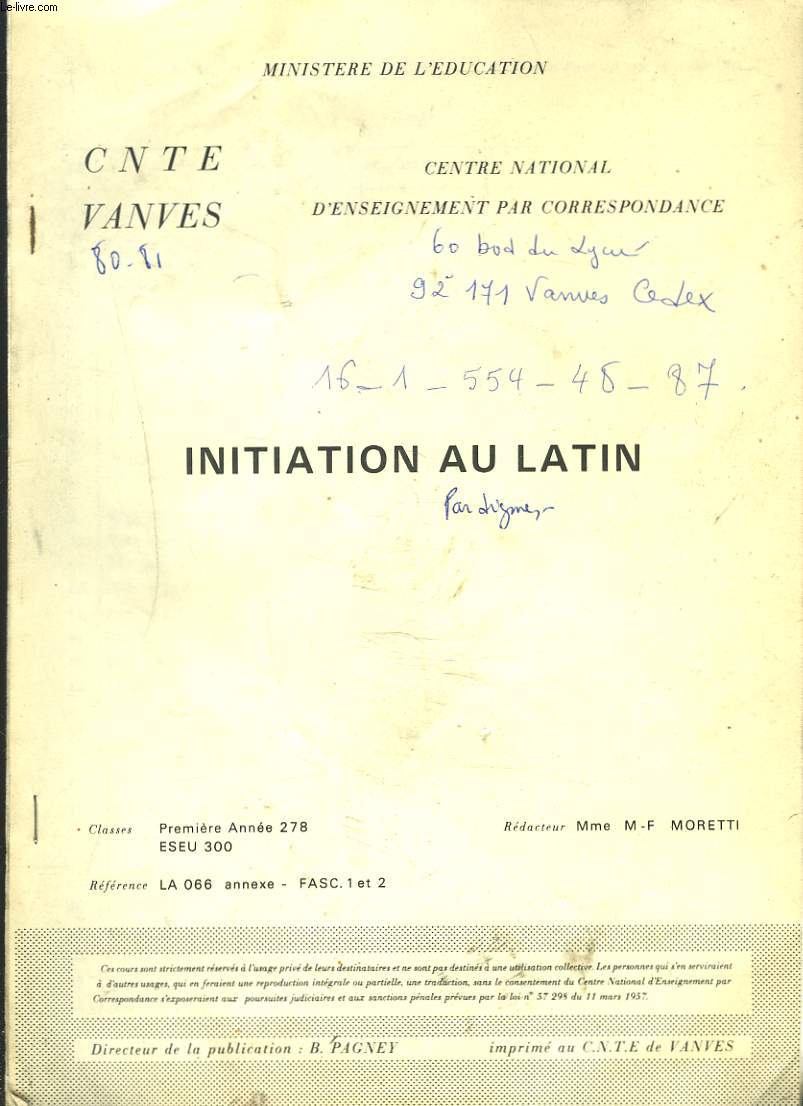 Le-livre.com
MINISTERE DE L'EDUCATION
C N T E
VANVES
80-81
CENTRE NATIONAL
D'ENSEIGNEMENT PAR CORRESPONDANCE
60 bod du Lycée
92 171 Vanves Cedex
16 - 1 - 554 - 48 - 87.
INITIATION AU LATIN
Paradigmes
Classes Première Année 278
ESEU 300
Rédacteur Mme M-F MORETTI
Référence LA 066 annexe - FASC. 1 et 2
Ces cours sont strictement réservés à l'usage privé de leurs destinataires et ne sont pas destinés à une utilisation collective. Les personnes qui s'en serviraient
à d'autres usages, qui en feraient une reproduction intégrale ou partielle, une traduction, sans le consentement du Centre National d'Enseignement par
Correspondance s'exposeraient aux poursuites judiciaires et aux sanctions pénales prévues par la loi n° 57 298 du 11 mars 1957.
Directeur de la publication : B. PAGNEY imprimé au C.N.T.E de VANVES